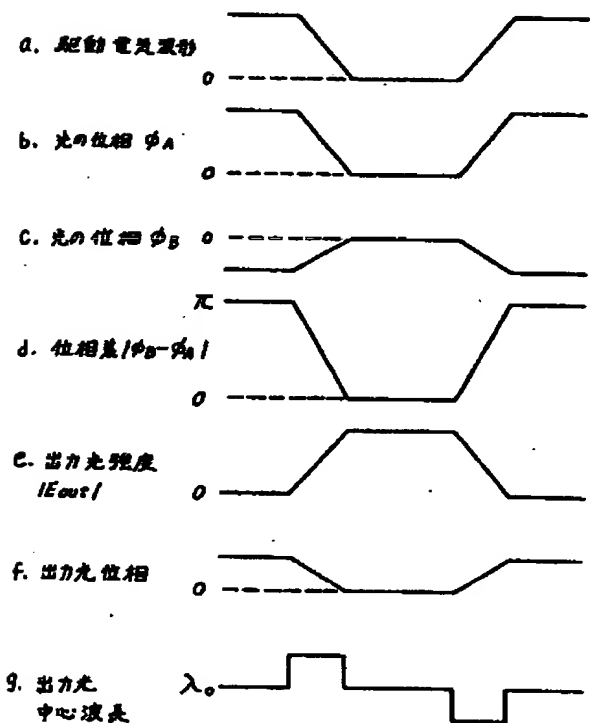 a. 駆動電気波形
0
b. 光の位相 φA
0
c. 光の位相 φB 0
π
d. 位相差|φB-φA|
0
e. 出力光強度
|Eout| 0
f. 出力光位相
0
g. 出力光 λ0
中心波長